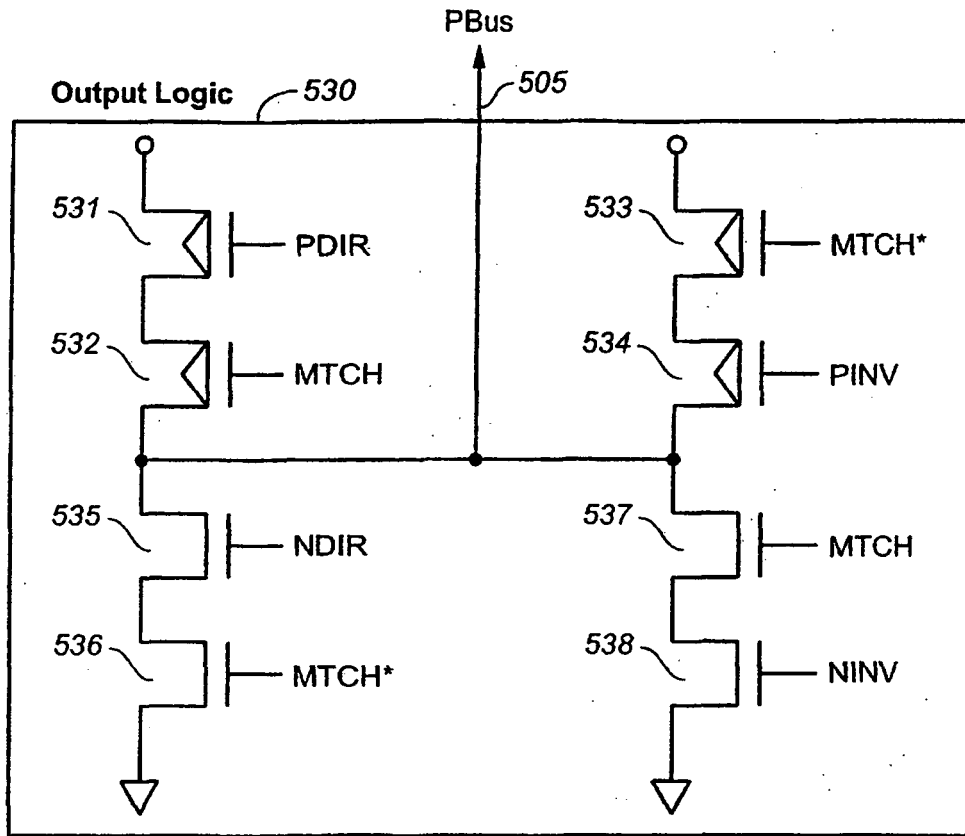 PBus
Output Logic 530 505
531 PDIR 533 MTCH*
532 MTCH 534 PINV
535 NDIR 537 MTCH
536 MTCH* 538 NINV